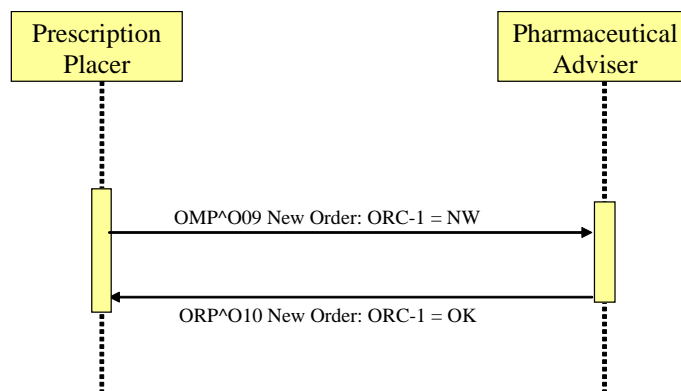 Prescription
Placer
Pharmaceutical
Adviser
OMP^O09 New Order: ORC-1 = NW
ORP^O10 New Order: ORC-1 = OK